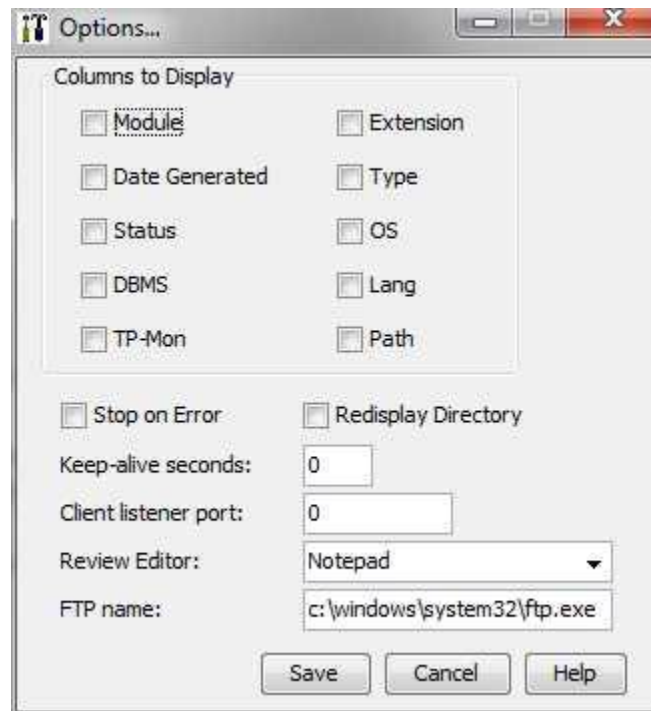 Options...
Columns to Display
Module Extension
Date Generated Type
Status OS
DBMS Lang
TP-Mon Path
Stop on Error Redisplay Directory
Keep-alive seconds: 0
Client listener port: 0
Review Editor: Notepad
FTP name: c:\windows\system32\ftp.exe
Save Cancel Help